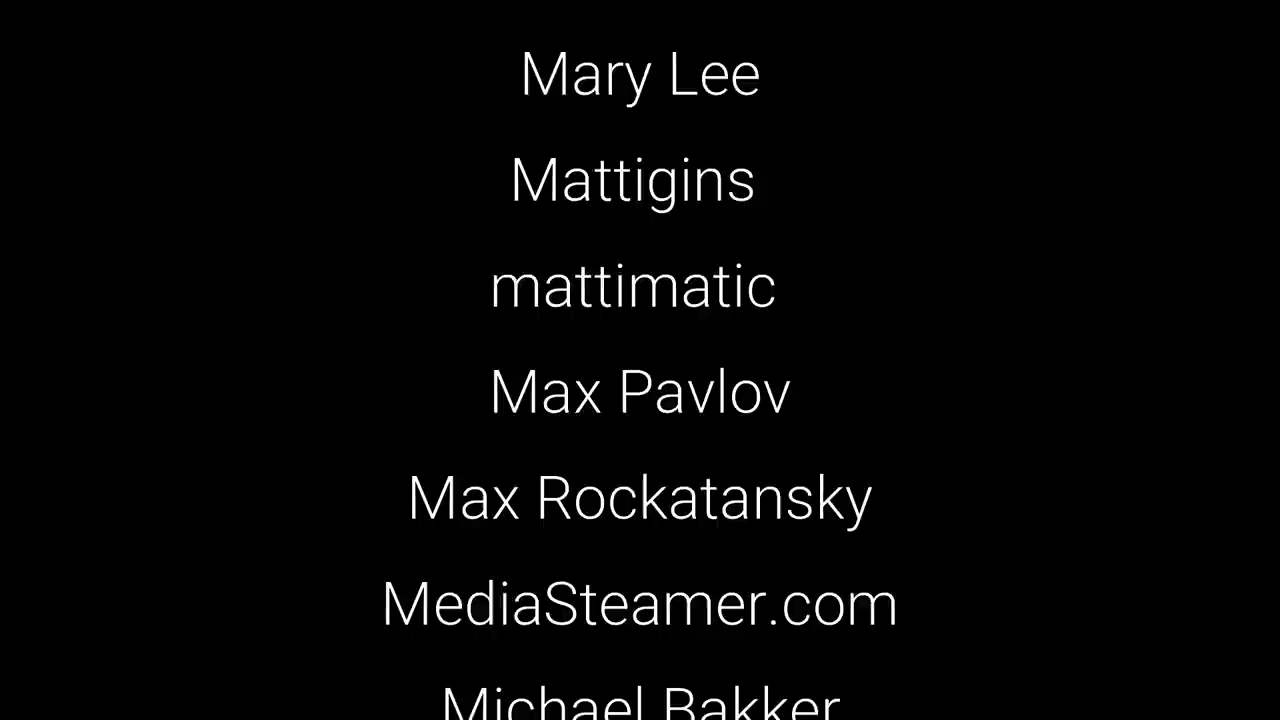 Mary Lee
Mattigins
mattimatic
Max Pavlov
Max Rockatansky
MediaSteamer.com
Michael Bakker